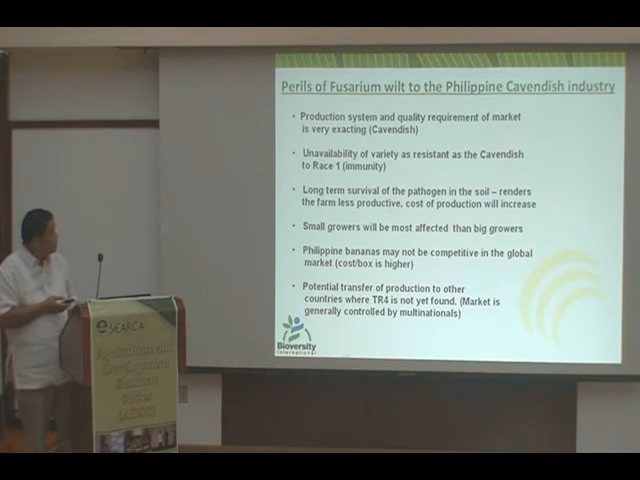 Perils of Fusarium wilt to the Philippine Cavendish industry
• Production system and quality requirement of market
is very exacting (Cavendish)
• Unavailability of variety as resistant as the Cavendish
to Race 1 (immunity)
• Long term survival of the pathogen in the soil – renders
the farm less productive, cost of production will increase
• Small growers will be most affected than big growers
• Philippine bananas may not be competitive in the global
market (cost/box is higher)
• Potential transfer of production to other
countries where TR4 is not yet found. (Market is
generally controlled by multinationals)
Bioversity
International
SEARCA
Agriculture and
Development
Seminar
Series
(ADSS)